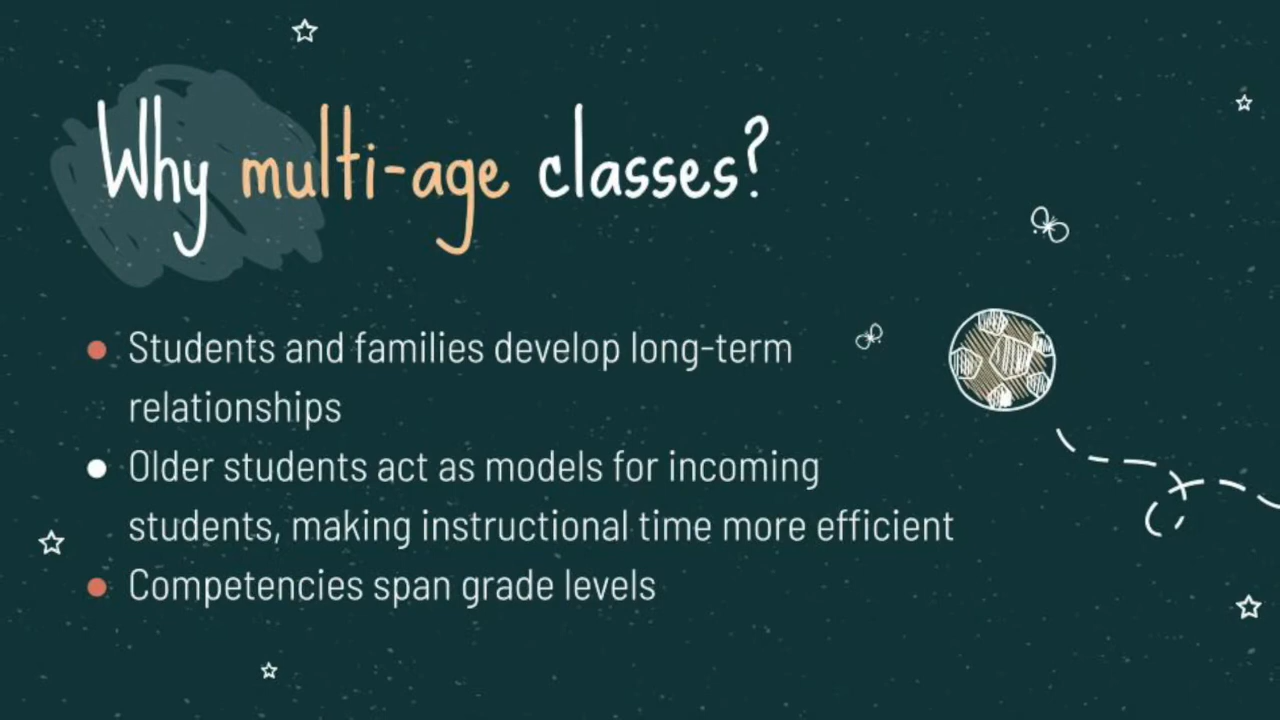 Why multi-age classes?
Students and families develop long-term
relationships
Older students act as models for incoming
students, making instructional time more efficient
Competencies span grade levels